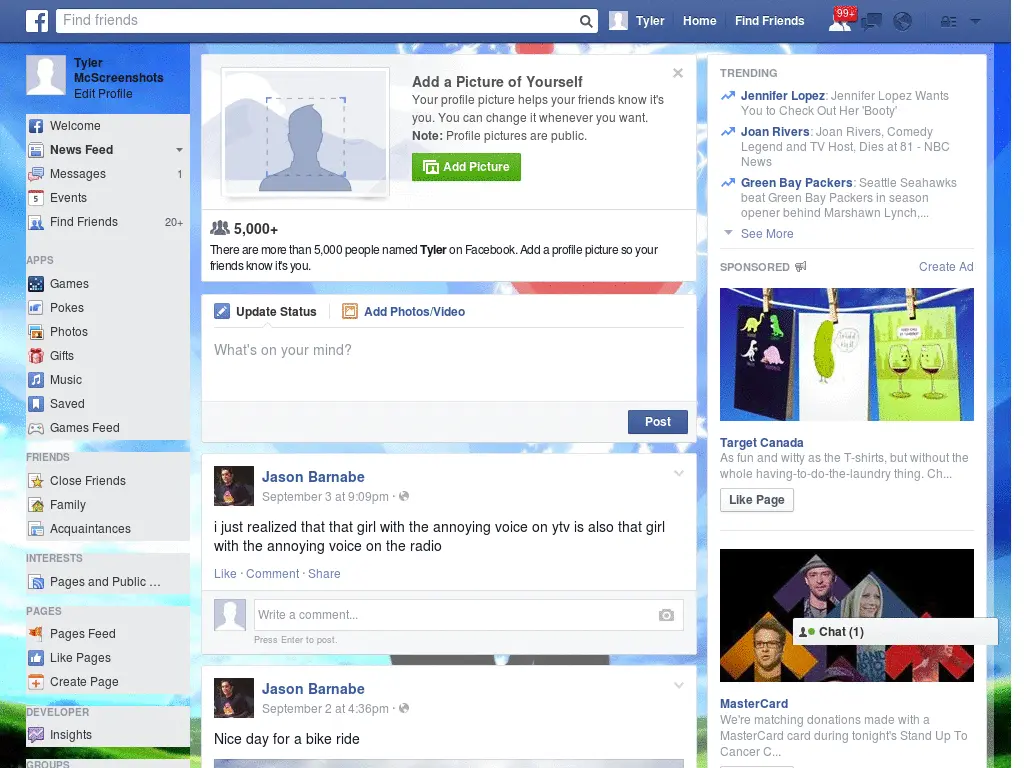 Find friends
Tyler
Home
Find Friends
99+
Tyler
McScreenshots
Edit Profile
Welcome
News Feed
Messages 1
Events
Find Friends 20+
APPS
Games
Pokes
Photos
Gifts
Music
Saved
Games Feed
FRIENDS
Close Friends
Family
Acquaintances
INTERESTS
Pages and Public ...
PAGES
Pages Feed
Like Pages
Create Page
DEVELOPER
Insights
GROUPS
Add a Picture of Yourself
Your profile picture helps your friends know it's
you. You can change it whenever you want.
Note: Profile pictures are public.
Add Picture
5,000+
There are more than 5,000 people named Tyler on Facebook. Add a profile picture so your
friends know it's you.
Update Status
Add Photos/Video
What's on your mind?
Post
Jason Barnabe
September 3 at 9:09pm ·
i just realized that that girl with the annoying voice on ytv is also that girl
with the annoying voice on the radio
Like · Comment · Share
Write a comment...
Press Enter to post.
Jason Barnabe
September 2 at 4:36pm ·
Nice day for a bike ride
TRENDING
Jennifer Lopez: Jennifer Lopez Wants
You to Check Out Her 'Booty'
Joan Rivers: Joan Rivers, Comedy
Legend and TV Host, Dies at 81 - NBC
News
Green Bay Packers: Seattle Seahawks
beat Green Bay Packers in season
opener behind Marshawn Lynch,...
See More
SPONSORED
Create Ad
Target Canada
As fun and witty as the T-shirts, but without the
whole having-to-do-the-laundry thing. Ch...
Like Page
Chat (1)
MasterCard
We're matching donations made with a
MasterCard card during tonight's Stand Up To
Cancer C...